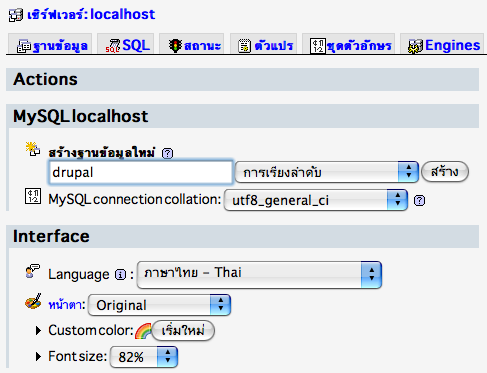 เซิร์ฟเวอร์: localhost
ฐานข้อมูล SQL สถานะ ตัวแปร ชุดตัวอักษร Engines
Actions
MySQL localhost
สร้างฐานข้อมูลใหม่
drupal การเรียงลำดับ สร้าง
MySQL connection collation: utf8_general_ci
Interface
Language : ภาษาไทย - Thai
หน้าตา: Original
Custom color: เริ่มใหม่
Font size: 82%